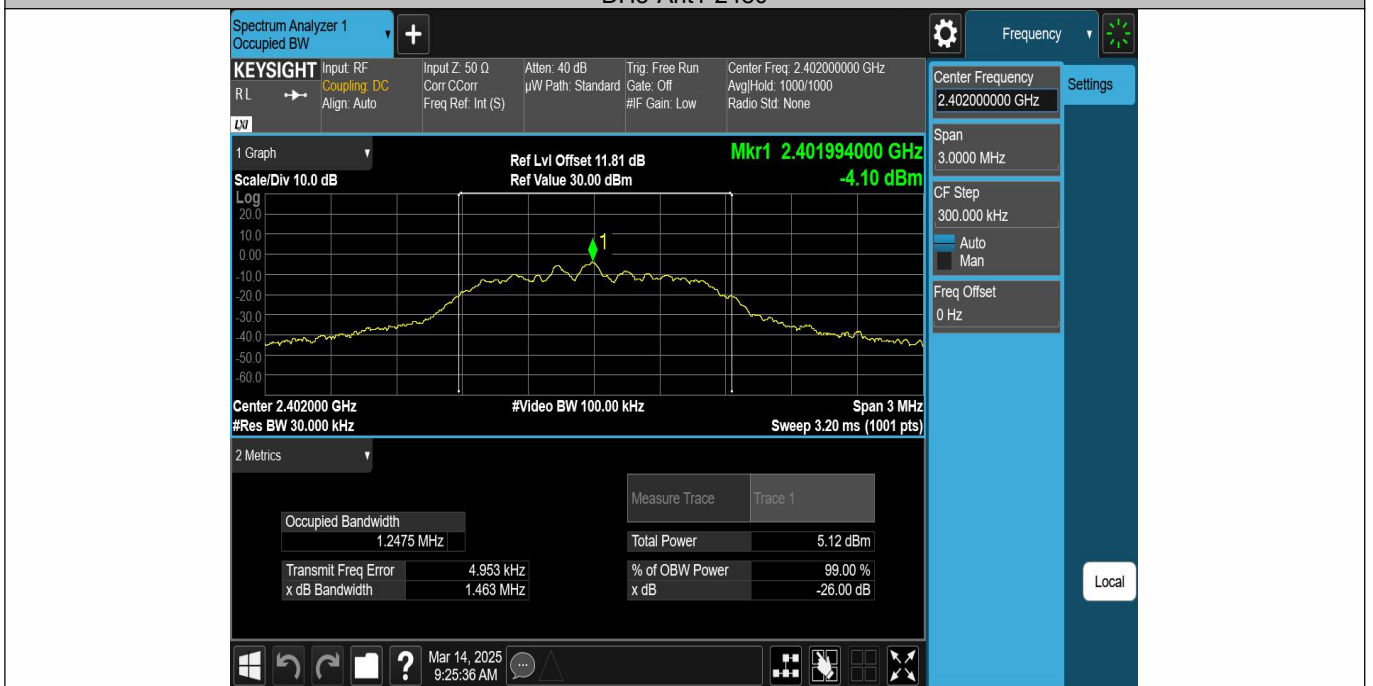 Spectrum Analyzer 1
Occupied BW
Frequency
KEYSIGHT
R L
LXI
Input: RF
Coupling: DC
Align: Auto
Input Z: 50 Ω
Corr CCorr
Freq Ref: Int (S)
Atten: 40 dB
µW Path: Standard
Trig: Free Run
Gate: Off
#IF Gain: Low
Center Freq: 2.402000000 GHz
Avg|Hold: 1000/1000
Radio Std: None
Center Frequency
2.402000000 GHz
Settings
Span
3.0000 MHz
CF Step
300.000 kHz
Auto
Man
Freq Offset
0 Hz
Local
1 Graph
Scale/Div 10.0 dB
Ref Lvl Offset 11.81 dB
Ref Value 30.00 dBm
Mkr1 2.401994000 GHz
-4.10 dBm
Log
20.0
10.0
0.00
-10.0
-20.0
-30.0
-40.0
-50.0
-60.0
1
Center 2.402000 GHz
#Video BW 100.00 kHz
Span 3 MHz
#Res BW 30.000 kHz
Sweep 3.20 ms (1001 pts)
2 Metrics
Measure Trace Trace 1
Occupied Bandwidth
1.2475 MHz
Total Power 5.12 dBm
Transmit Freq Error 4.953 kHz
% of OBW Power 99.00 %
x dB Bandwidth 1.463 MHz
x dB -26.00 dB
?
Mar 14, 2025
9:25:36 AM